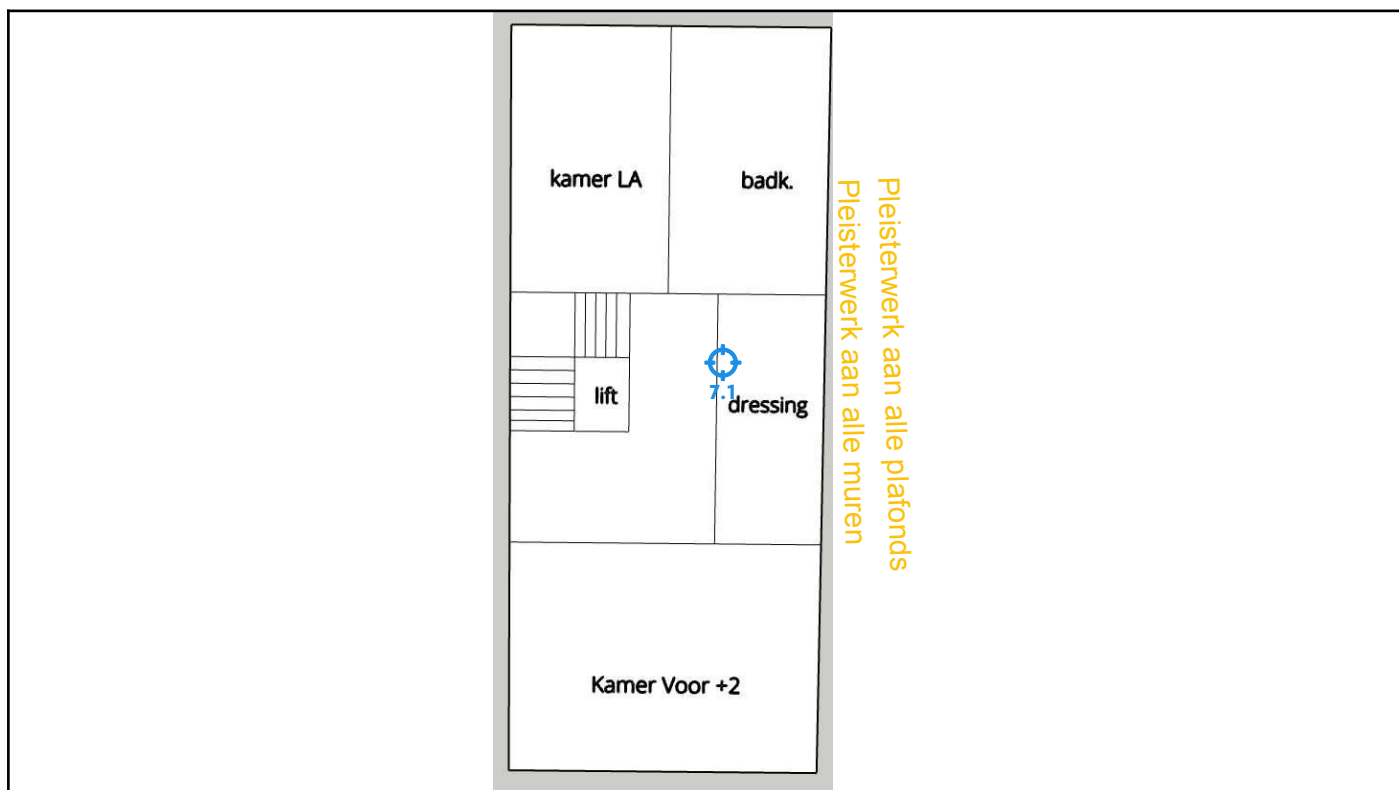 kamer LA
badk.
Pleisterwerk aan alle plafonds
Pleisterwerk aan alle muren
lift
7.1
dressing
Kamer Voor +2